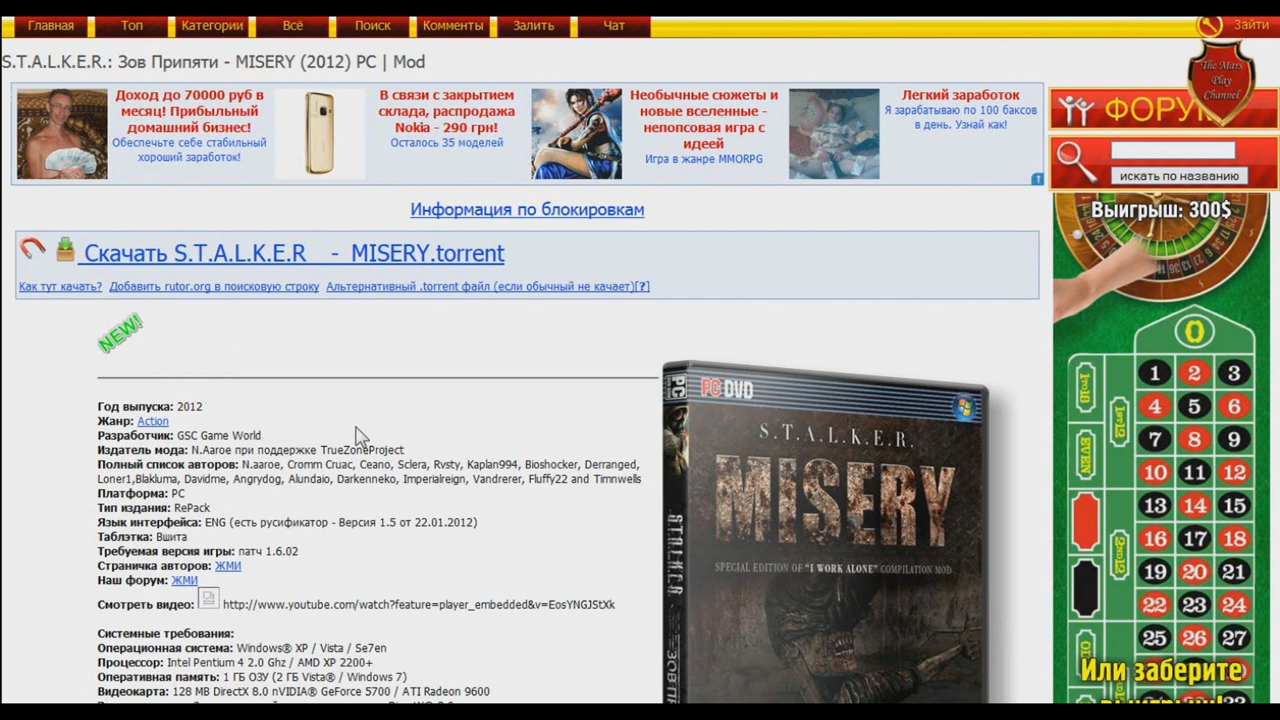 Главная Топ Категории Всё Поиск Комменты Залить Чат Зайти
S.T.A.L.K.E.R.: Зов Припяти - MISERY (2012) PC | Mod
The Mars
Play
Channel
Доход до 70000 руб в
месяц! Прибыльный
домашний бизнес!
Обеспечьте себе стабильный
хороший заработок!
В связи с закрытием
склада, распродажа
Nokia - 290 грн!
Осталось 35 моделей
Необычные сюжеты и
новые вселенные -
непопсовая игра с
идеей
Игра в жанре MMORPG
Легкий заработок
Я зарабатываю по 100 баксов
в день. Узнай как!
ФОРУ
искать по названию
Информация по блокировкам
Скачать S.T.A.L.K.E.R - MISERY.torrent
Как тут качать? Добавить rutor.org в поисковую строку Альтернативный .torrent файл (если обычный не качает)[?]
NEW!
Год выпуска: 2012
Жанр: Action
Разработчик: GSC Game World
Издатель мода: N.Aaroe при поддержке TrueZoneProject
Полный список авторов: N.aaroe, Cromm Cruac, Ceano, Sclera, Rvsty, Kaplan994, Bioshocker, Derranged,
Loner1,Blakluma, Davidme, Angrydog, Alundaio, Darkenneko, Imperialreign, Vandrerer, Fluffy22 and Timnwells
Платформа: PC
Тип издания: RePack
Язык интерфейса: ENG (есть русификатор - Версия 1.5 от 22.01.2012)
Таблэтка: Вшита
Требуемая версия игры: патч 1.6.02
Страничка авторов: ЖМИ
Наш форум: ЖМИ
Смотреть видео: http://www.youtube.com/watch?feature=player_embedded&v=EosYNGJStXk
Системные требования:
Операционная система: Windows® XP / Vista / Se7en
Процессор: Intel Pentium 4 2.0 Ghz / AMD XP 2200+
Оперативная память: 1 ГБ ОЗУ (2 ГБ Vista® / Windows 7)
Видеокарта: 128 MB DirectX 8.0 nVIDIA® GeForce 5700 / ATI Radeon 9600
PC
PC DVD
S.T.A.L.K.E.R.
MISERY
SPECIAL EDITION OF "I WORK ALONE" COMPILATION MOD
S.T.A.L.K.E.R.
Выигрыш: 300$
0
1 2 3
4 5 6
7 8 9
10 11 12
13 14 15
16 17 18
19 20 21
22 23 24
25 26 27
1to18
1st12
EVEN
2nd12
Или заберите